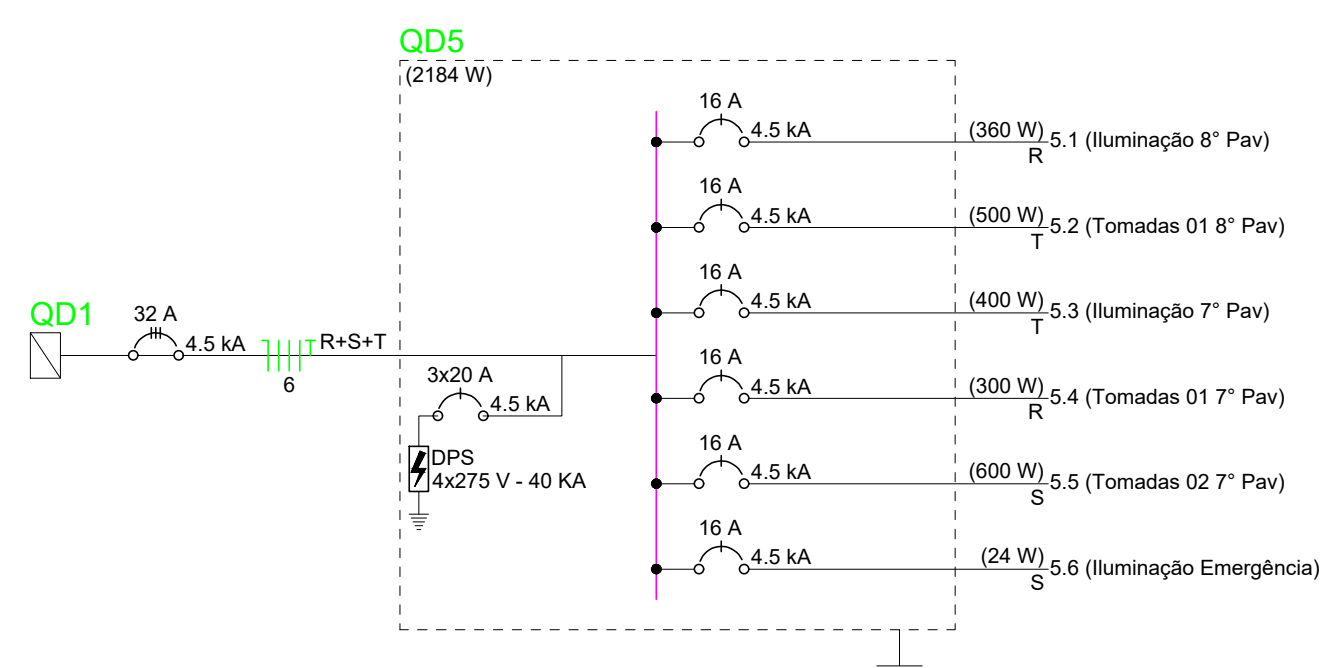 QD5
(2184 W)
16 A
4.5 kA
(360 W)
R
5.1 (Iluminação 8° Pav)
16 A
4.5 kA
(500 W)
T
5.2 (Tomadas 01 8° Pav)
16 A
4.5 kA
(400 W)
T
5.3 (Iluminação 7° Pav)
QD1
32 A
4.5 kA
6
R+S+T
3x20 A
4.5 kA
DPS
4x275 V - 40 KA
16 A
4.5 kA
(300 W)
R
5.4 (Tomadas 01 7° Pav)
16 A
4.5 kA
(600 W)
S
5.5 (Tomadas 02 7° Pav)
16 A
4.5 kA
(24 W)
S
5.6 (Iluminação Emergência)